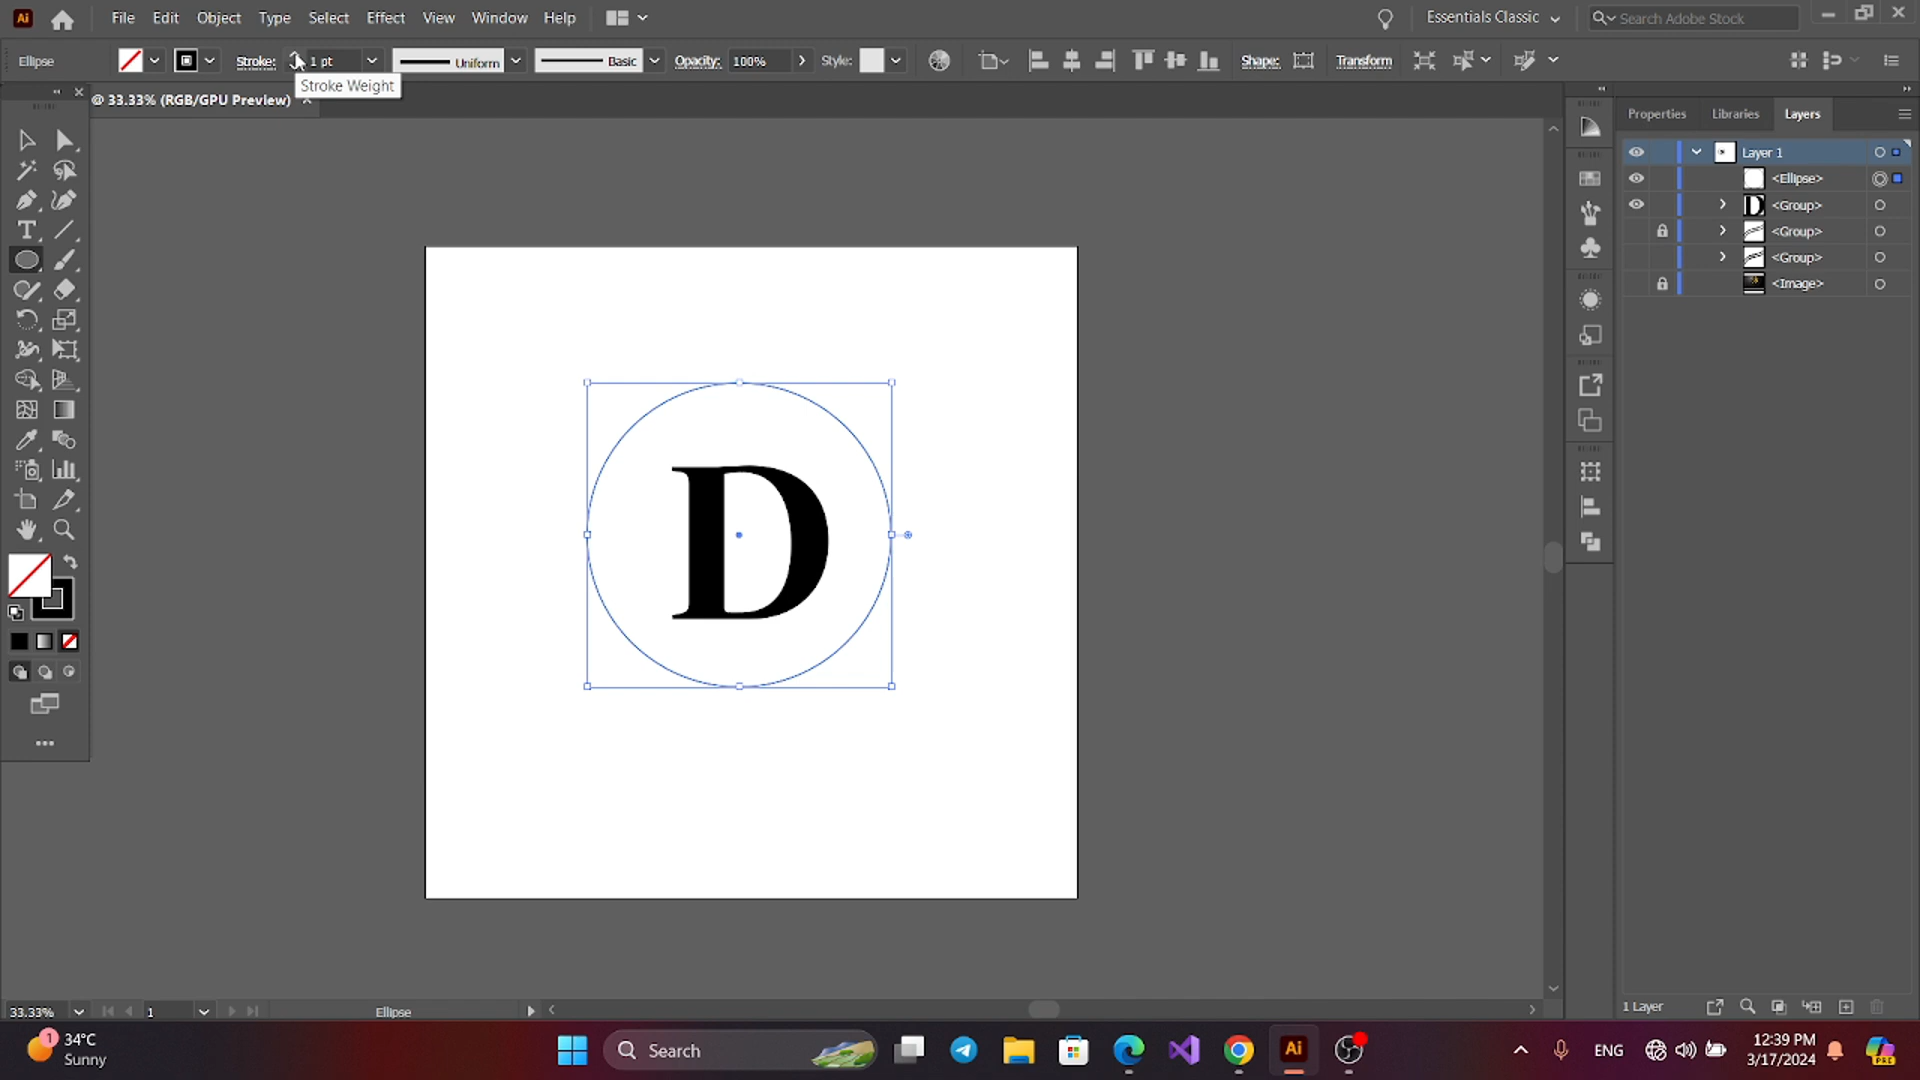 Ai File Edit Object Type Select Effect View Window Help Essentials Classic Search Adobe Stock
Ellipse Stroke: 1 pt Uniform Basic Opacity: 100% Style: Shape: Transform
Stroke Weight
@ 33.33% (RGB/GPU Preview)
Properties Libraries Layers
Layer 1
<Ellipse>
<Group>
<Group>
<Group>
<Image>
D
33.33% 1 Ellipse
1 Layer
1 34°C
Sunny
Search
Ai
ENG
12:39 PM
3/17/2024
PRE